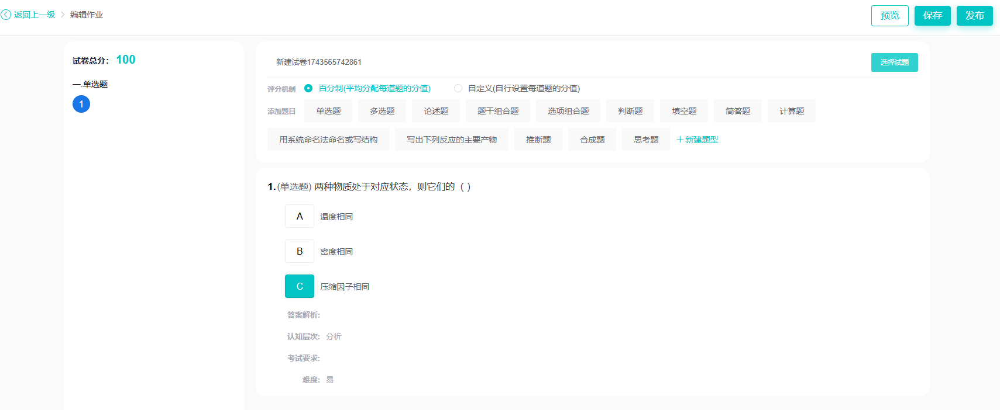 返回上一级 > 编辑作业
预览 保存 发布
试卷总分： 100
一.单选题
1
新建试卷1743565742861
选择试题
评分机制 百分制(平均分配每道题的分值) 自定义(自行设置每道题的分值)
添加题目 单选题 多选题 论述题 题干组合题 选项组合题 判断题 填空题 简答题 计算题
用系统命名法命名或写结构 写出下列反应的主要产物 推断题 合成题 思考题 +新建题型
1.(单选题) 两种物质处于对应状态，则它们的（ ）
A 温度相同
B 密度相同
C 压缩因子相同
答案解析:
认知层次: 分析
考试要求:
难度: 易